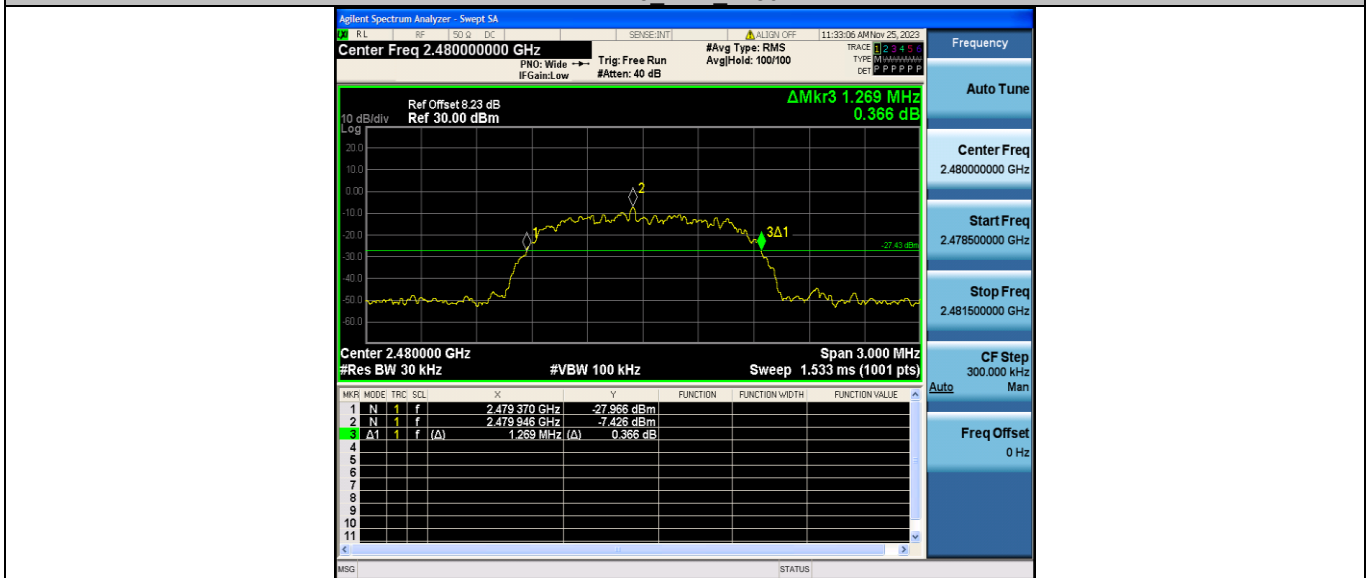 Agilent Spectrum Analyzer - Swept SA
RL RF 50 Ω DC SENSE:INT ALIGN OFF 11:33:06 AM Nov 25, 2023
Center Freq 2.480000000 GHz #Avg Type: RMS TRACE 1 2 3 4 5 6
PNO: Wide Trig: Free Run Avg|Hold: 100/100 TYPE M
IFGain:Low #Atten: 40 dB DET P P P P P P
Frequency
Auto Tune
Center Freq
2.480000000 GHz
Start Freq
2.478500000 GHz
Stop Freq
2.481500000 GHz
CF Step
300.000 kHz
Auto Man
Freq Offset
0 Hz
ΔMkr3 1.269 MHz
Ref Offset 8.23 dB
10 dB/div Ref 30.00 dBm 0.366 dB
Log
20.0
10.0
0.00
-10.0
-20.0
-30.0
-40.0
-50.0
-60.0
2
1
3Δ1
-27.43 dBm
Center 2.480000 GHz Span 3.000 MHz
#Res BW 30 kHz #VBW 100 kHz Sweep 1.533 ms (1001 pts)
MKR MODE TRC SCL X Y FUNCTION FUNCTION WIDTH FUNCTION VALUE
1 N 1 f 2.479 370 GHz -27.966 dBm
2 N 1 f 2.479 946 GHz -7.426 dBm
3 Δ1 1 f (Δ) 1.269 MHz (Δ) 0.366 dB
4
5
6
7
8
9
10
11
MSG STATUS